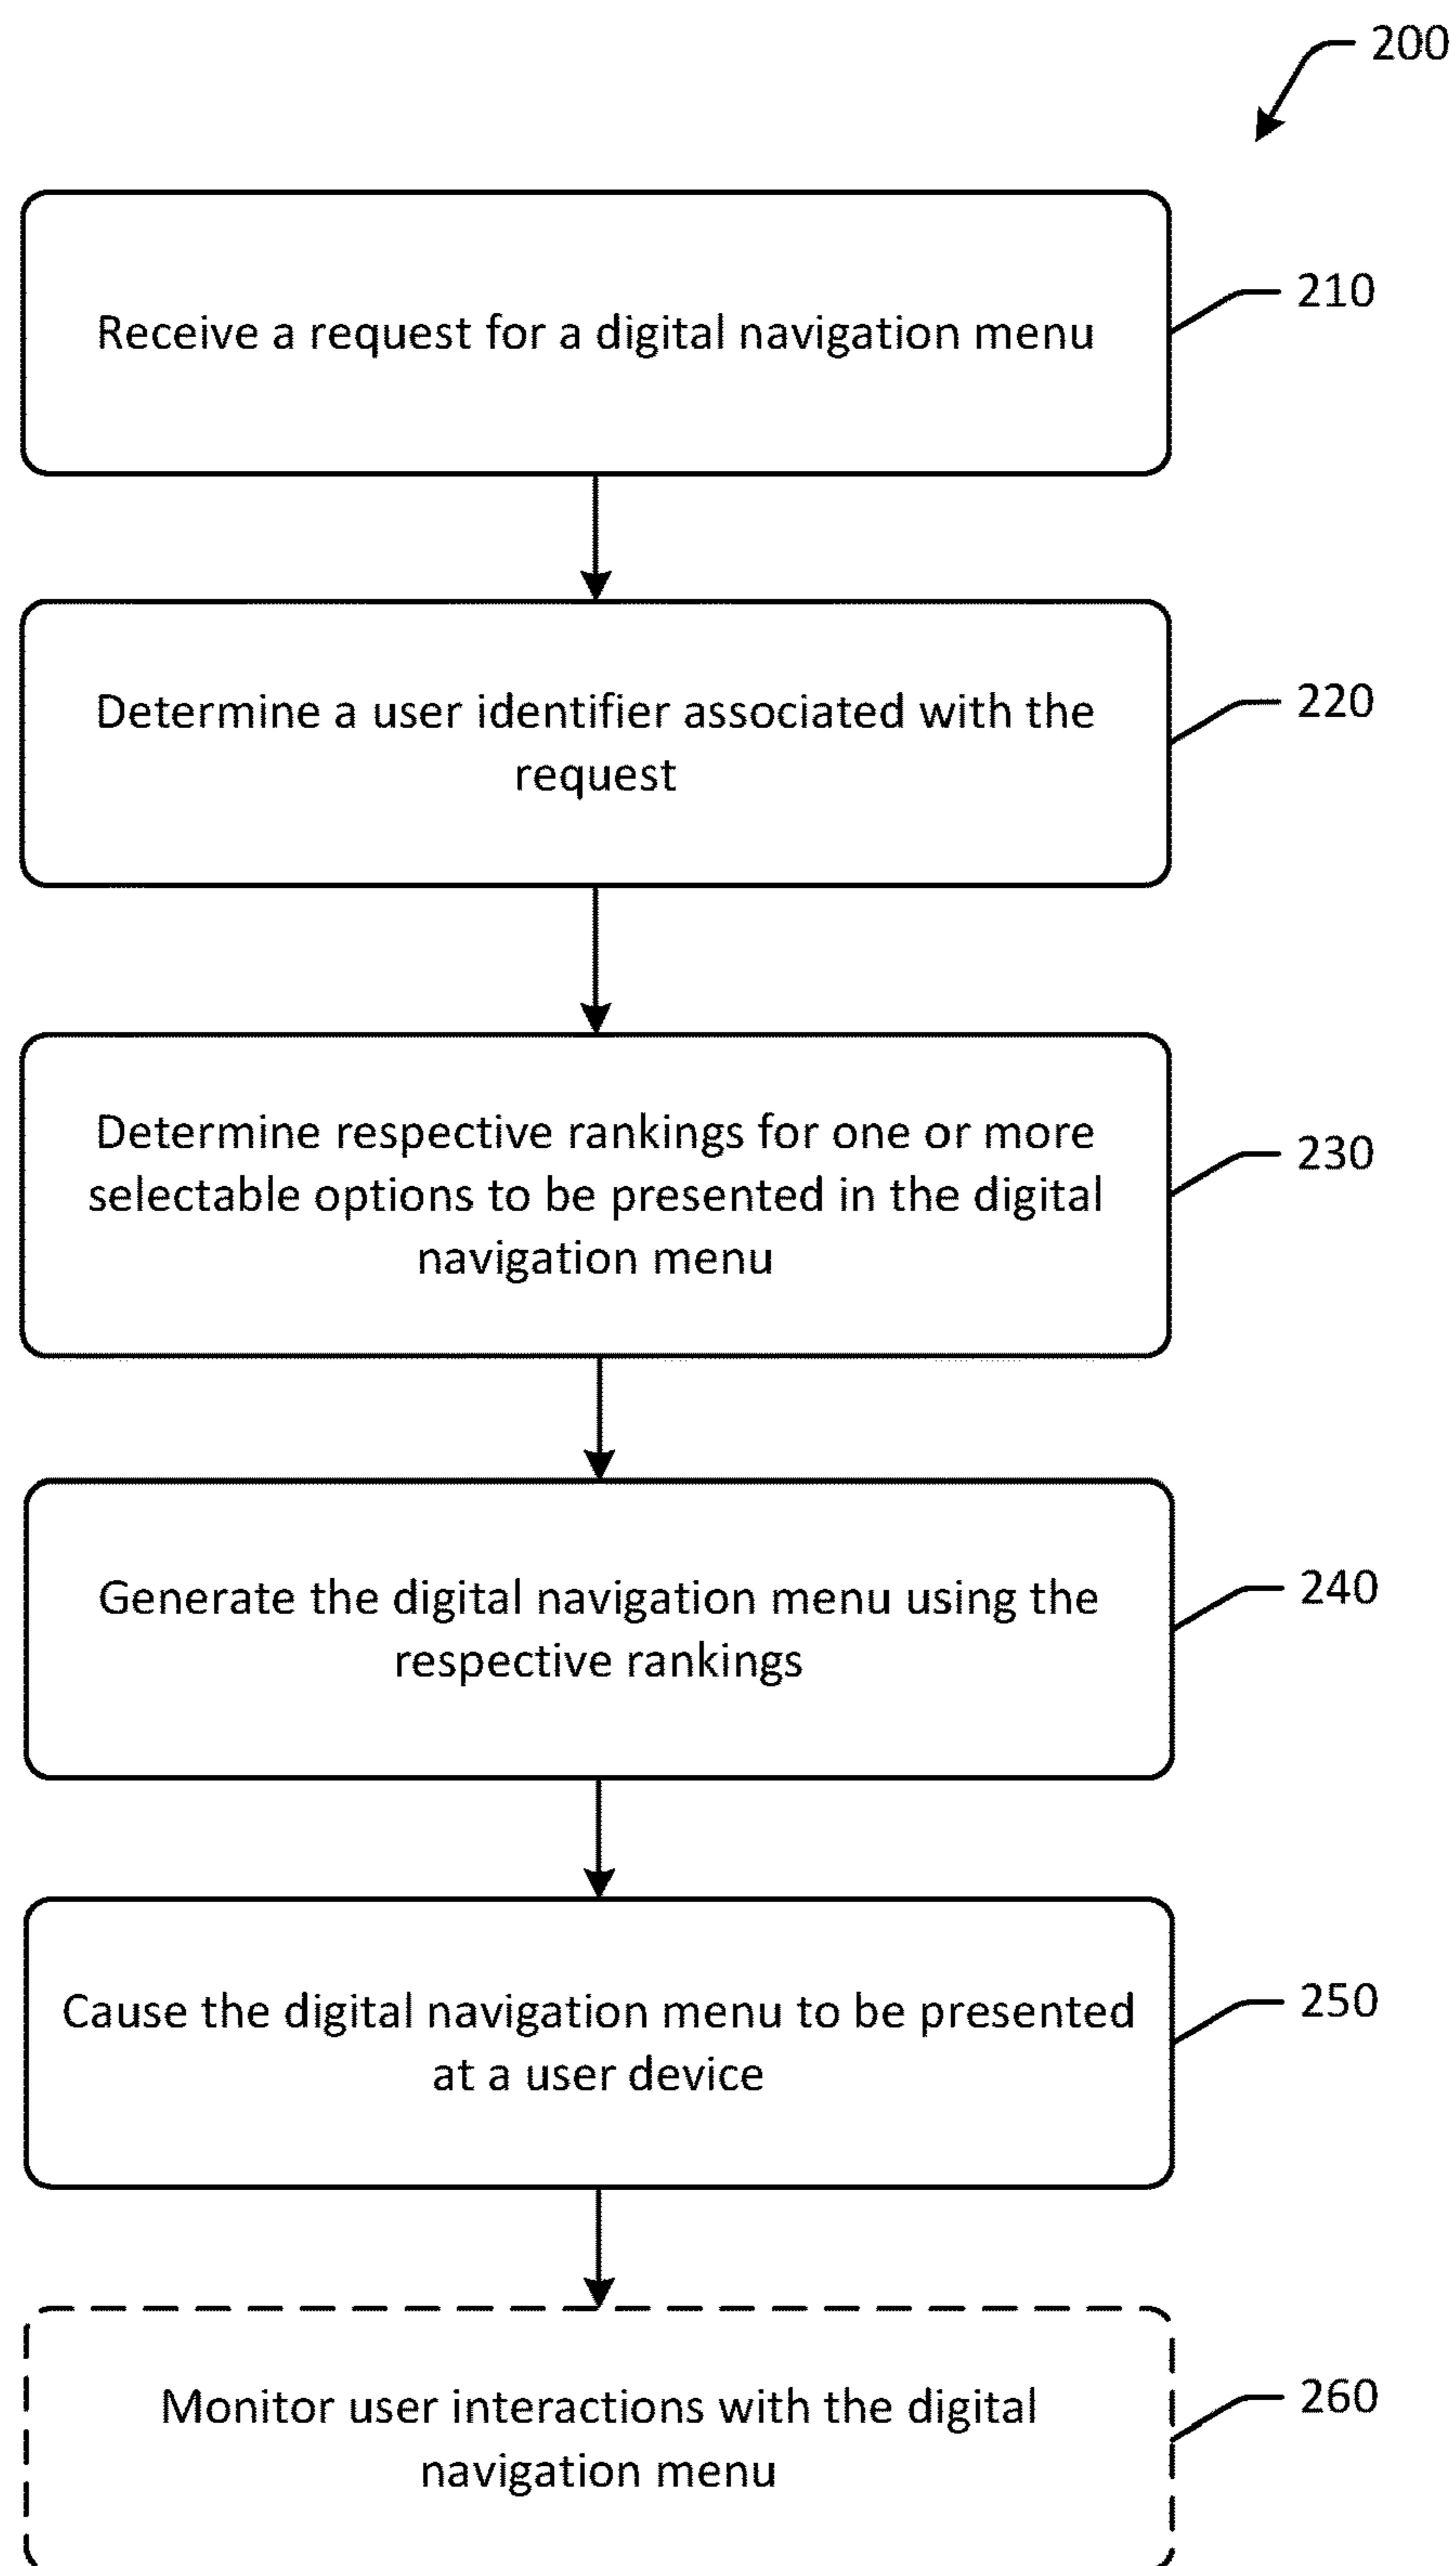 200
Receive a request for a digital navigation menu
210
Determine a user identifier associated with the
request
220
Determine respective rankings for one or more
selectable options to be presented in the digital
navigation menu
230
Generate the digital navigation menu using the
respective rankings
240
Cause the digital navigation menu to be presented
at a user device
250
Monitor user interactions with the digital
navigation menu
260